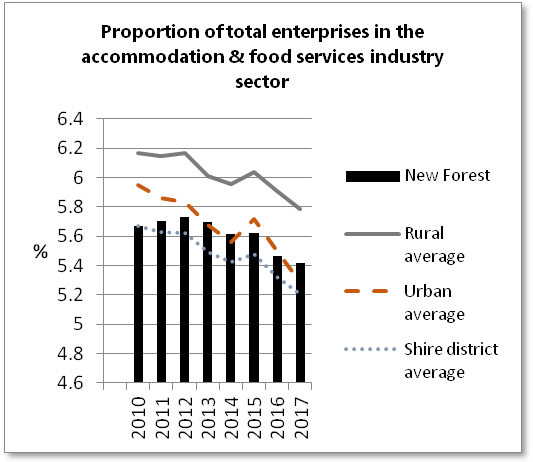 Proportion of total enterprises in the
accommodation & food services industry
sector
6.4
6.2
6
5.8
5.6
5.4
5.2
5
4.8
4.6
%
2010
2011
2012
2013
2014
2015
2016
2017
New Forest
Rural
average
Urban
average
Shire district
average